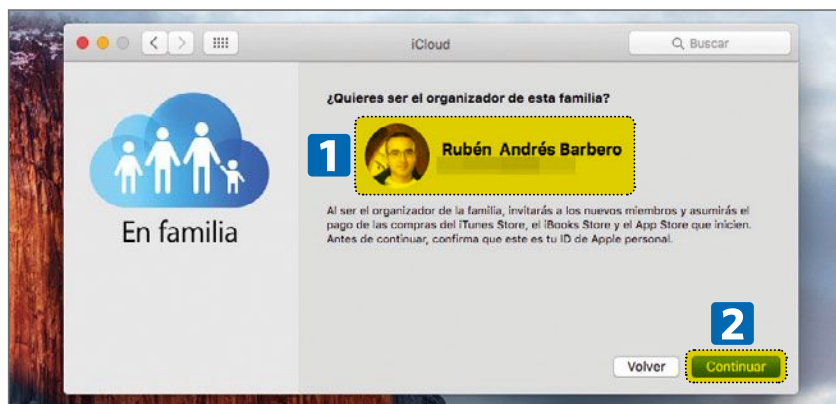 iCloud
Buscar
¿Quieres ser el organizador de esta familia?
1
Rubén Andrés Barbero
En familia
Al ser el organizador de la familia, invitarás a los nuevos miembros y asumirás el
pago de las compras del iTunes Store, el iBooks Store y el App Store que inicien.
Antes de continuar, confirma que este es tu ID de Apple personal.
2
Volver
Continuar